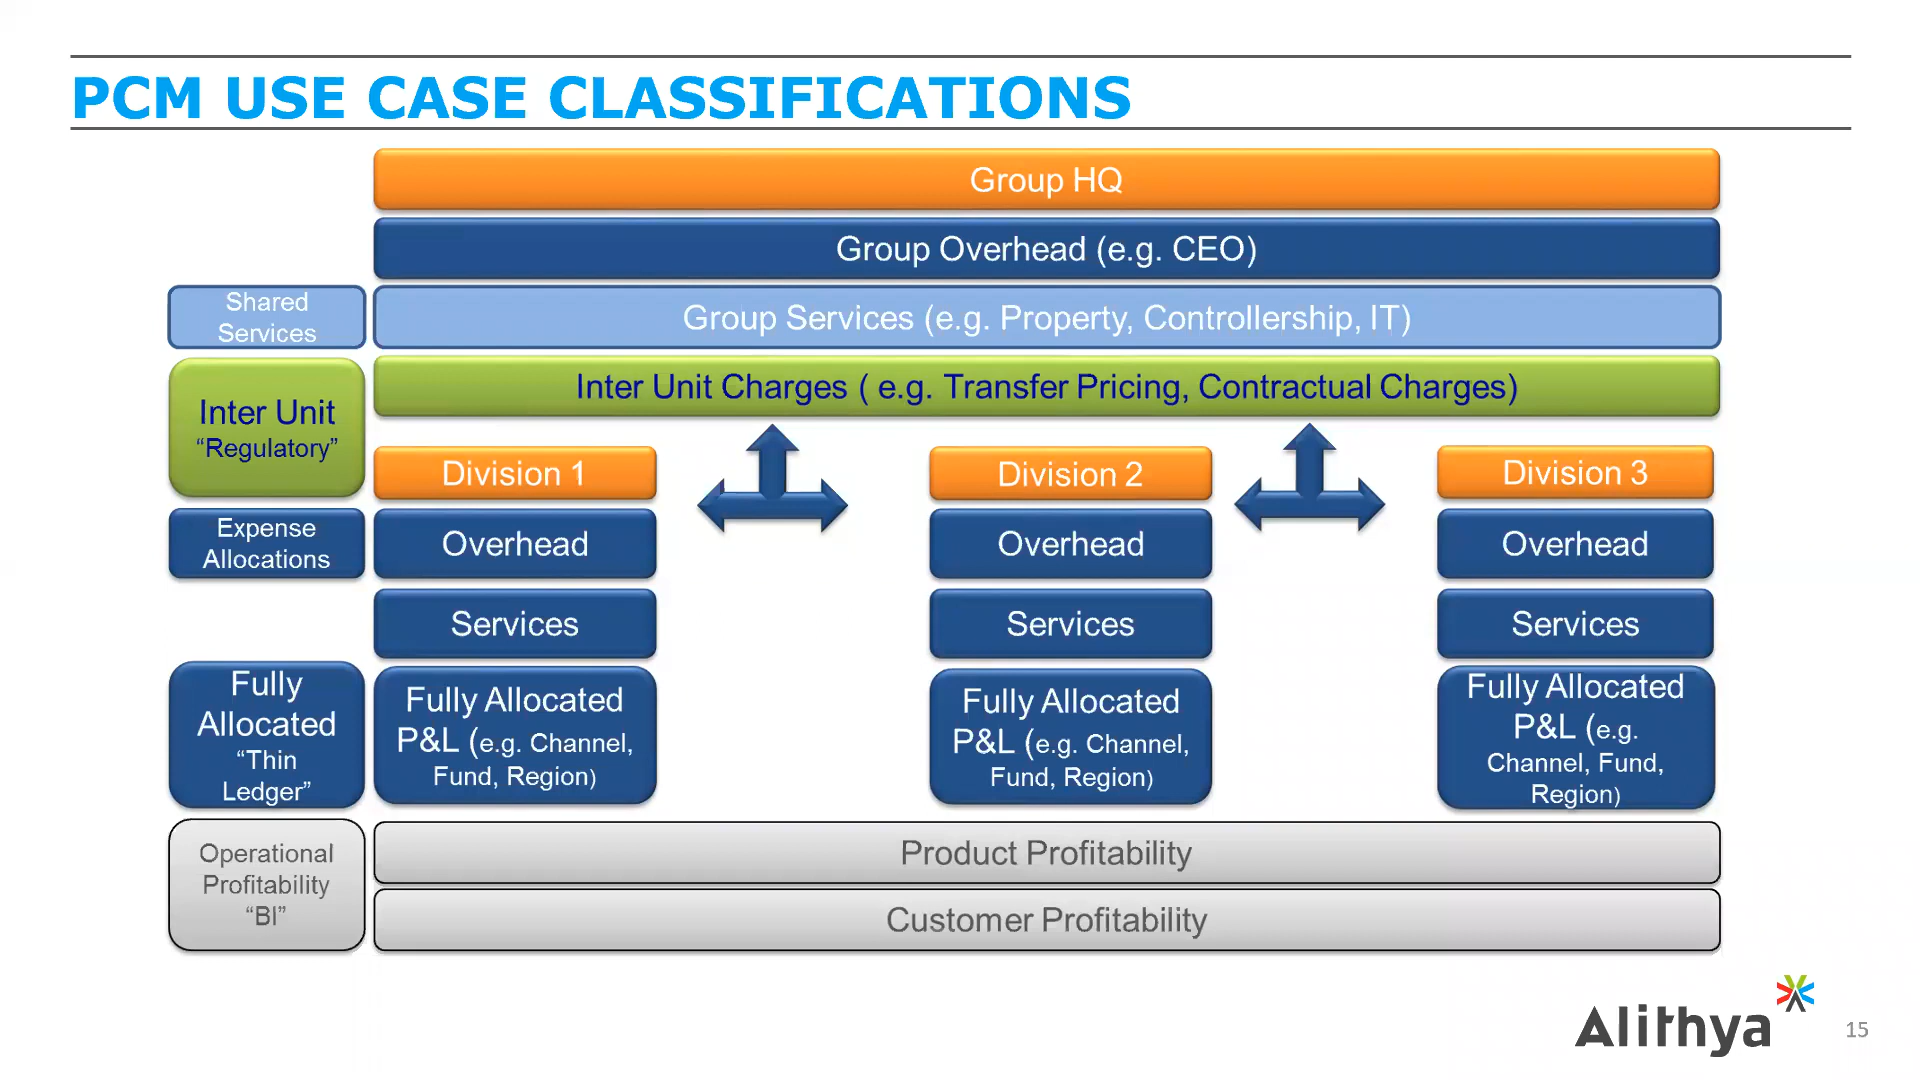 PCM USE CASE CLASSIFICATIONS
Group HQ
Group Overhead (e.g. CEO)
Shared
Services
Group Services (e.g. Property, Controllership, IT)
Inter Unit
“Regulatory”
Inter Unit Charges ( e.g. Transfer Pricing, Contractual Charges)
Division 1
Division 2
Division 3
Expense
Allocations
Overhead
Overhead
Overhead
Services
Services
Services
Fully
Allocated
“Thin
Ledger”
Fully Allocated
P&L (e.g. Channel,
Fund, Region)
Fully Allocated
P&L (e.g. Channel,
Fund, Region)
Fully Allocated
P&L (e.g.
Channel, Fund,
Region)
Operational
Profitability
“BI”
Product Profitability
Customer Profitability
Alithya
15